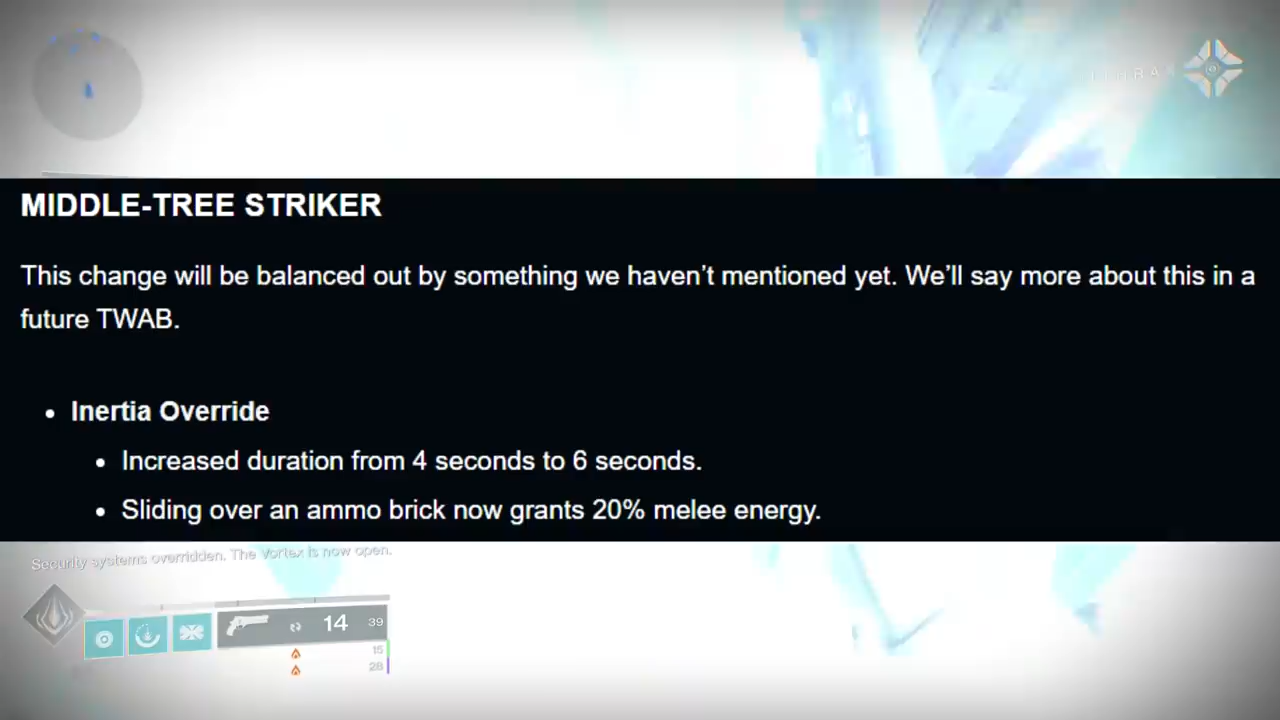 MIDDLE-TREE STRIKER
This change will be balanced out by something we haven't mentioned yet. We'll say more about this in a
future TWAB.
• Inertia Override
• Increased duration from 4 seconds to 6 seconds.
• Sliding over an ammo brick now grants 20% melee energy.
Security systems overridden. The Vortex is now open.
14 39
15
28